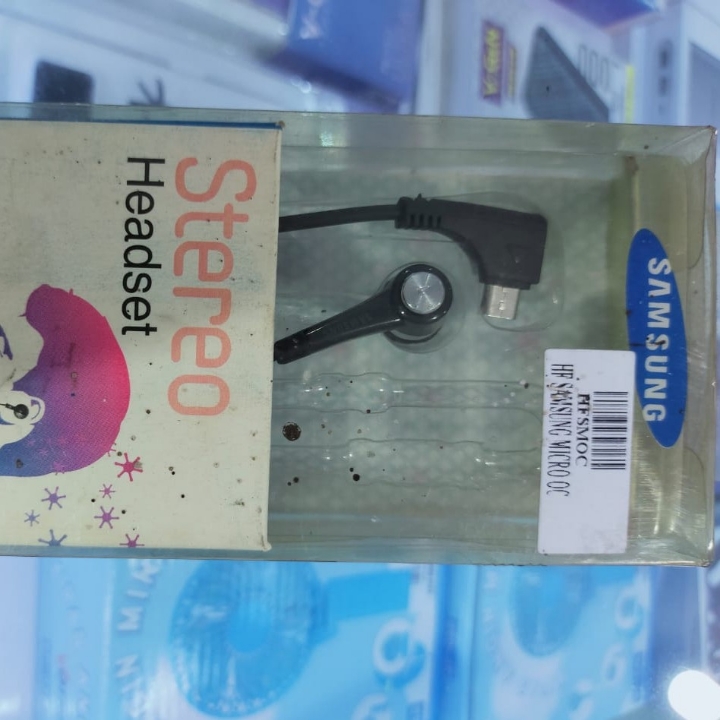 SAMSUNG
HFSMOC
HF SAMSUNG MICRO OC
Stereo
Headset